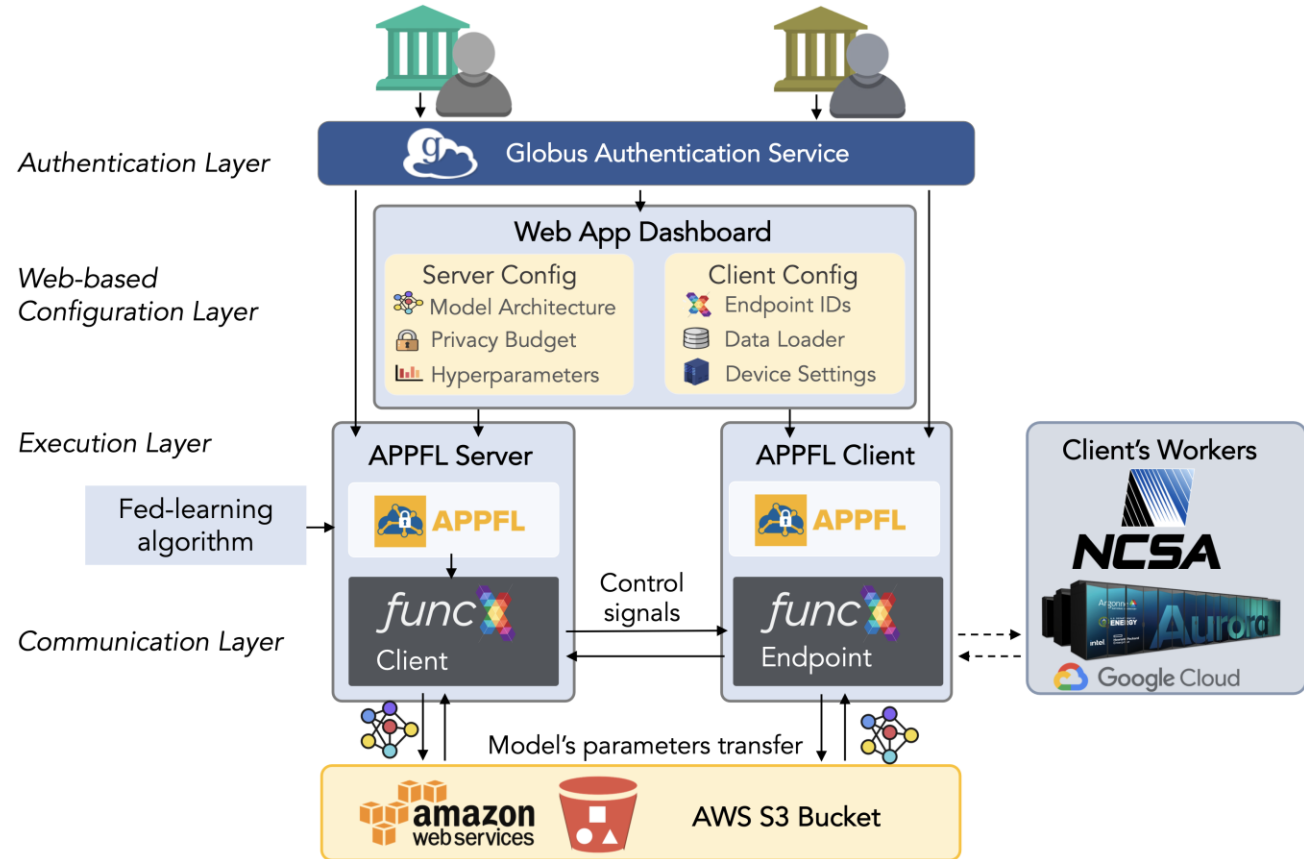 Authentication Layer
g
Globus Authentication Service
Web-based
Configuration Layer
Web App Dashboard
Server Config
Model Architecture
Privacy Budget
Hyperparameters
Client Config
Endpoint IDs
Data Loader
Device Settings
Execution Layer
Fed-learning
algorithm
APPFL Server
APPFL
APPFL Client
APPFL
Client's Workers
NCSA
Argonne
ENERGY
intel
Aurora
Google Cloud
Communication Layer
funcX
Client
Control
signals
funcX
Endpoint
Model's parameters transfer
amazon
web services
AWS S3 Bucket